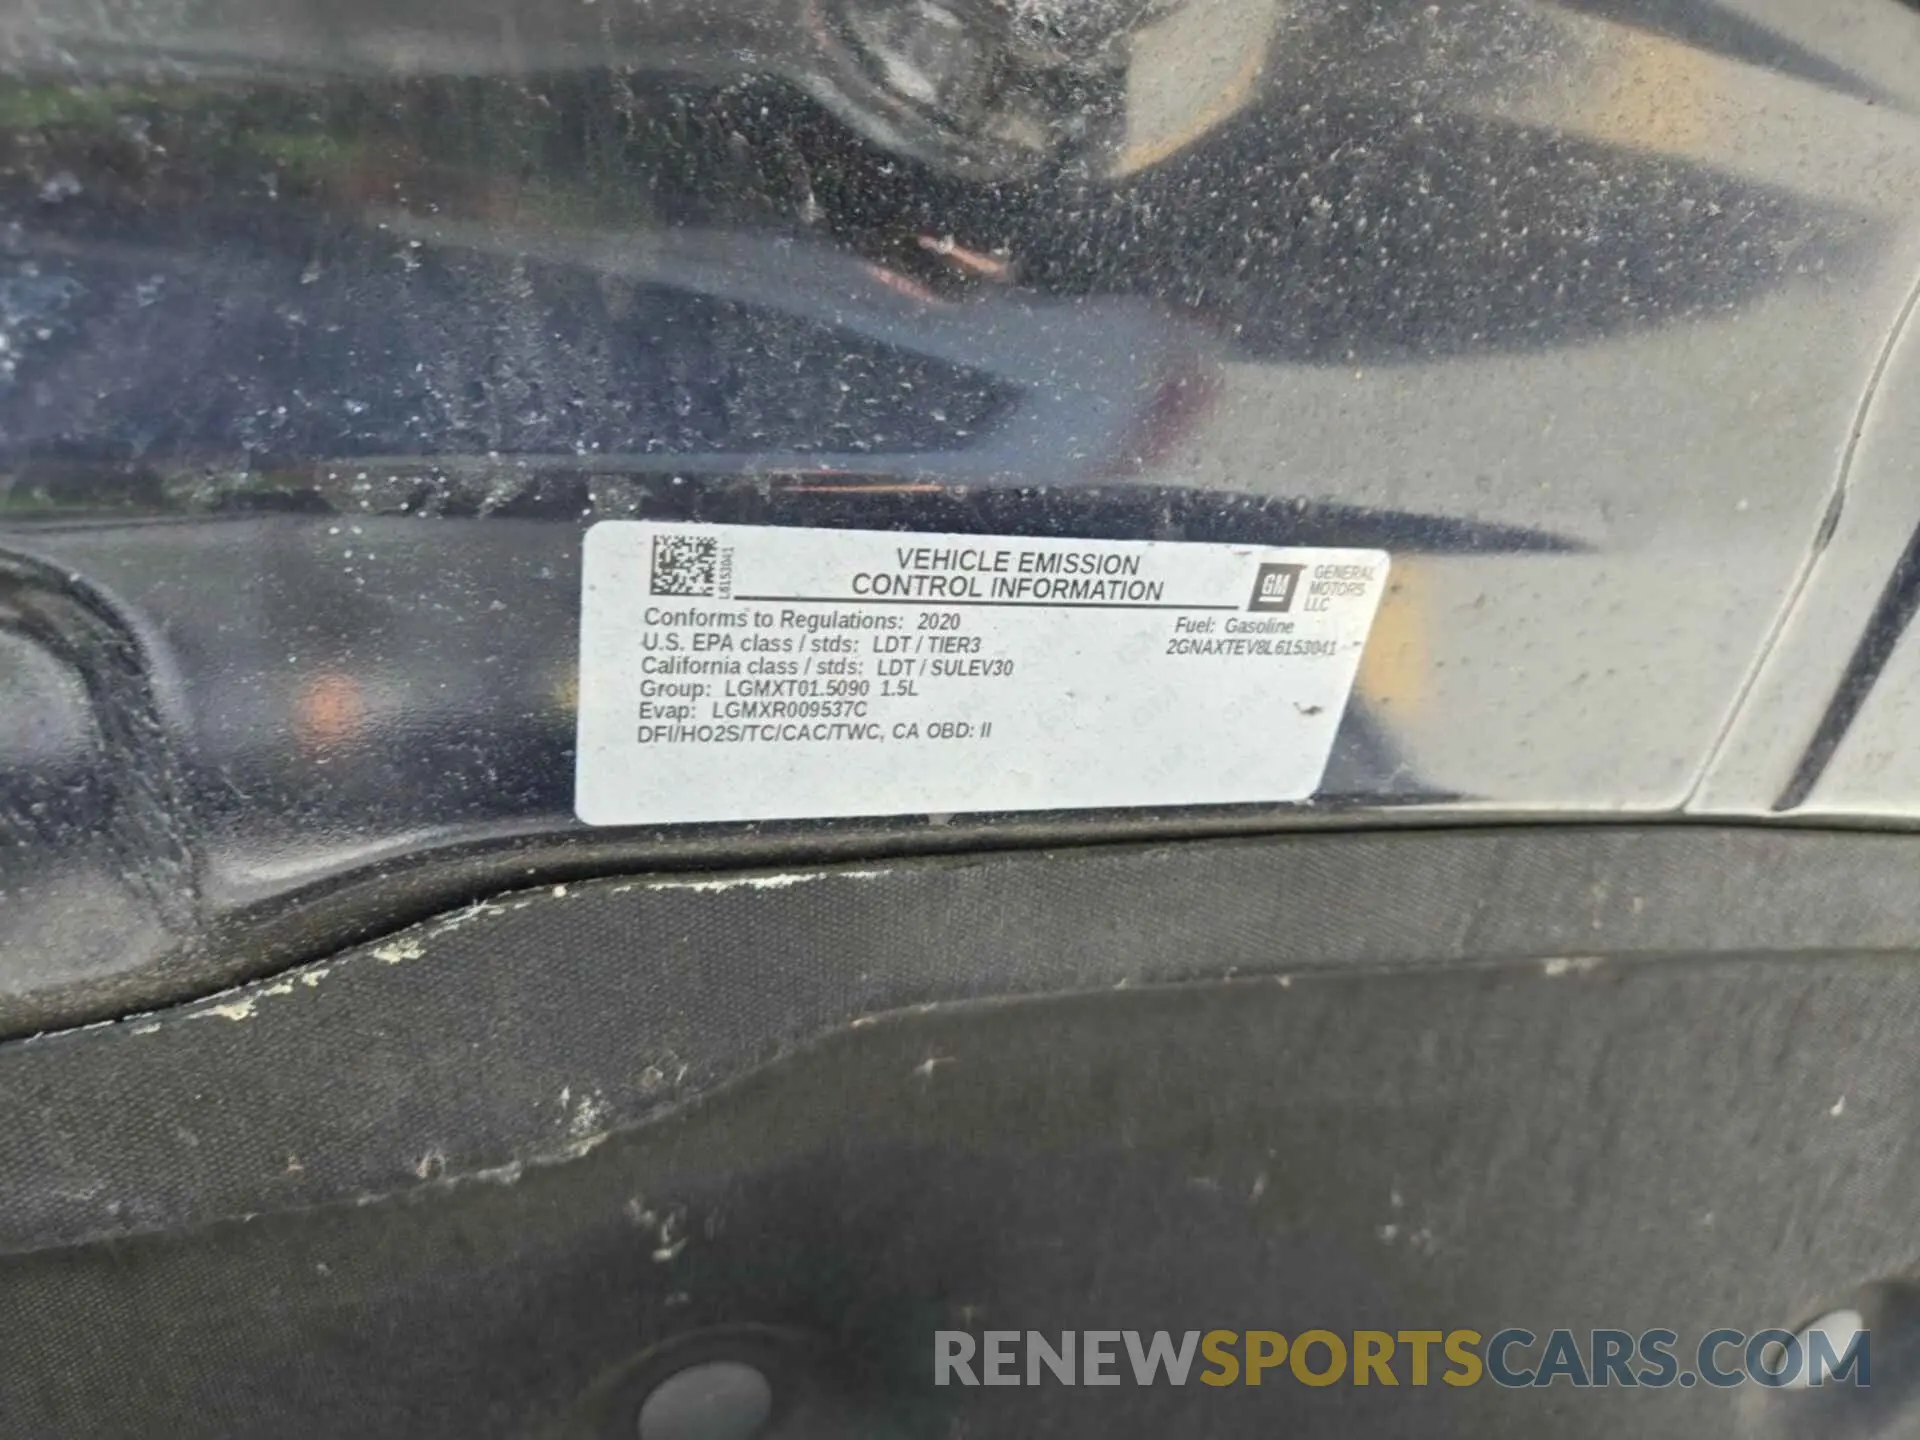 L6153041
VEHICLE EMISSION
CONTROL INFORMATION
GM
GENERAL
MOTORS
LLC
Conforms to Regulations: 2020
U.S. EPA class / stds: LDT / TIER3
California class / stds: LDT / SULEV30
Group: LGMXT01.5090 1.5L
Evap: LGMXR009537C
DFI/HO2S/TC/CAC/TWC, CA OBD: II
Fuel: Gasoline
2GNAXTEV8L6153041
RENEWSPORTSCARS.COM